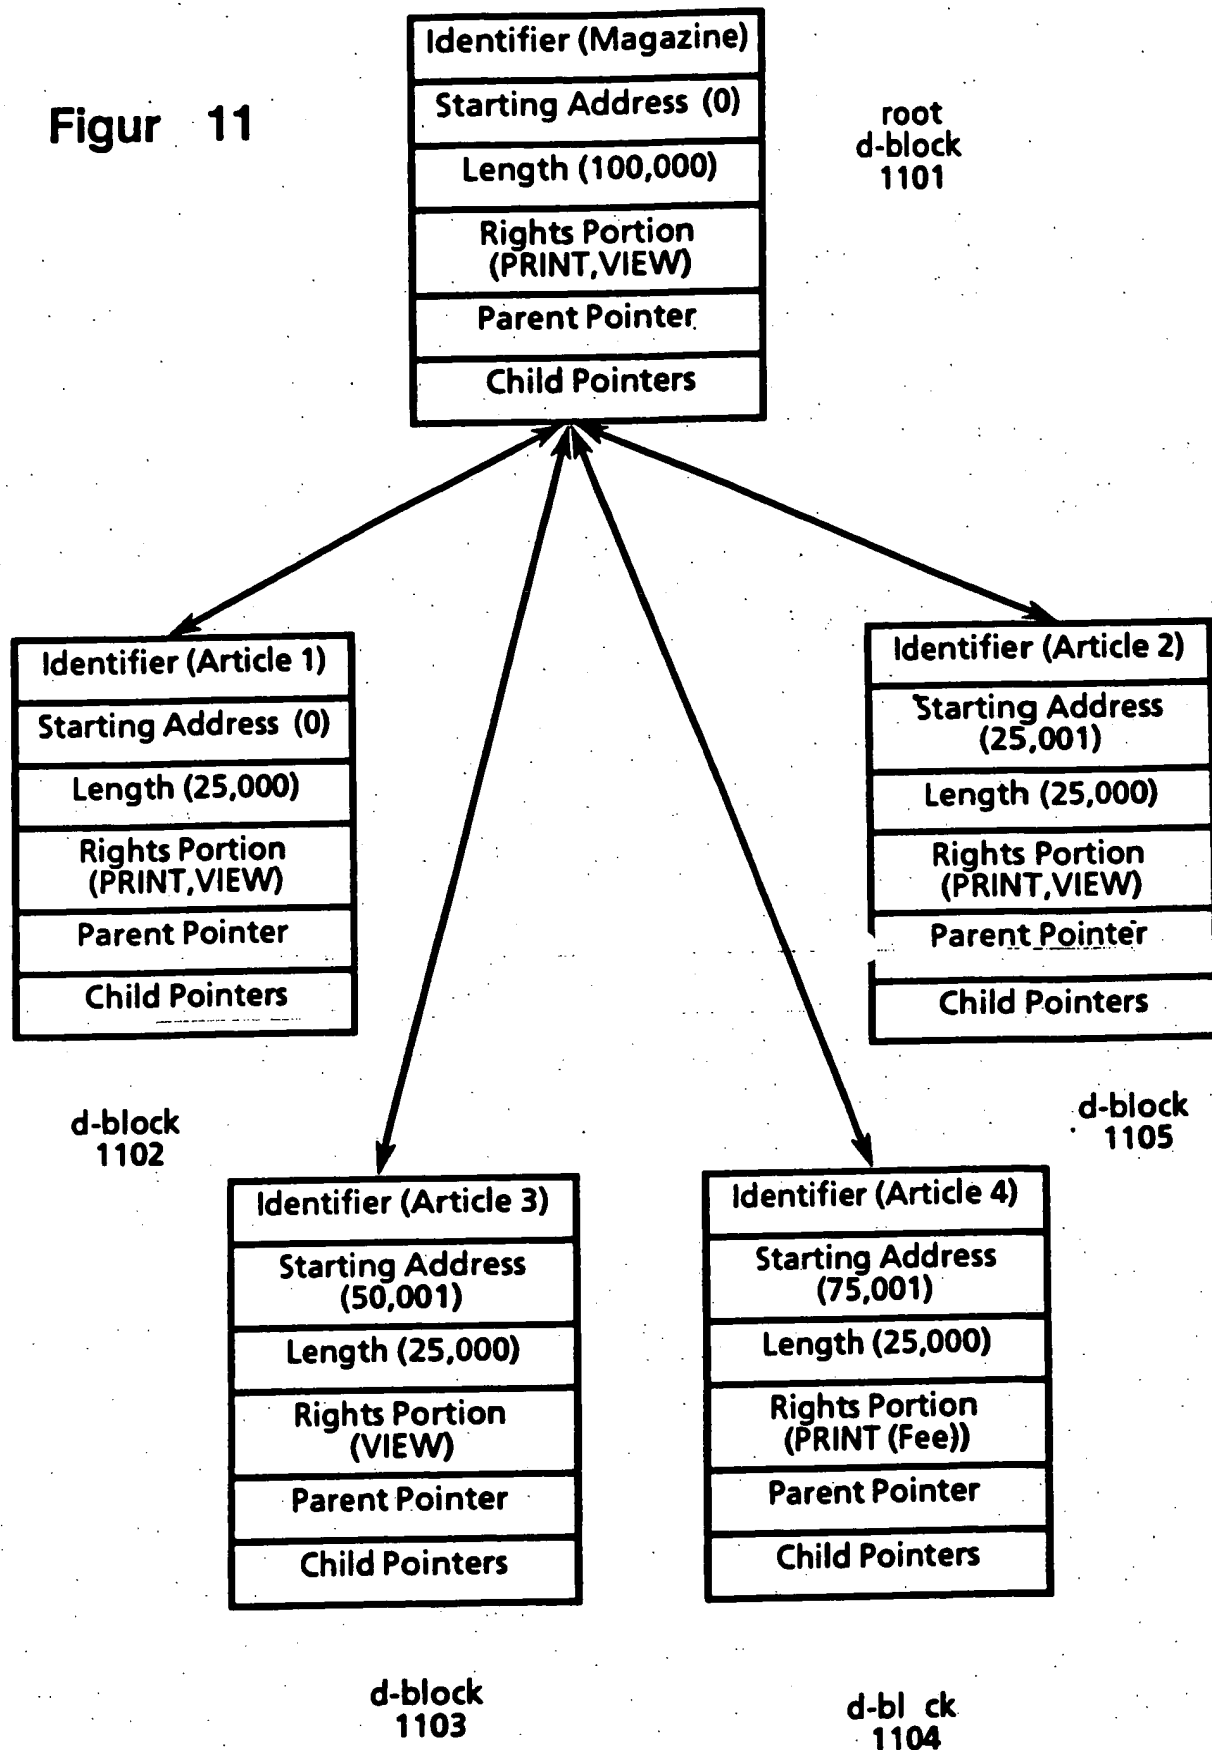 Figur 11
Identifier (Magazine)
Starting Address (0)
Length (100,000)
Rights Portion
(PRINT,VIEW)
Parent Pointer
Child Pointers
root
d-block
1101
Identifier (Article 1)
Starting Address (0)
Length (25,000)
Rights Portion
(PRINT,VIEW)
Parent Pointer
Child Pointers
d-block
1102
Identifier (Article 2)
Starting Address
(25,001)
Length (25,000)
Rights Portion
(PRINT,VIEW)
Parent Pointer
Child Pointers
d-block
1105
Identifier (Article 3)
Starting Address
(50,001)
Length (25,000)
Rights Portion
(VIEW)
Parent Pointer
Child Pointers
d-block
1103
Identifier (Article 4)
Starting Address
(75,001)
Length (25,000)
Rights Portion
(PRINT (Fee))
Parent Pointer
Child Pointers
d-bl ck
1104